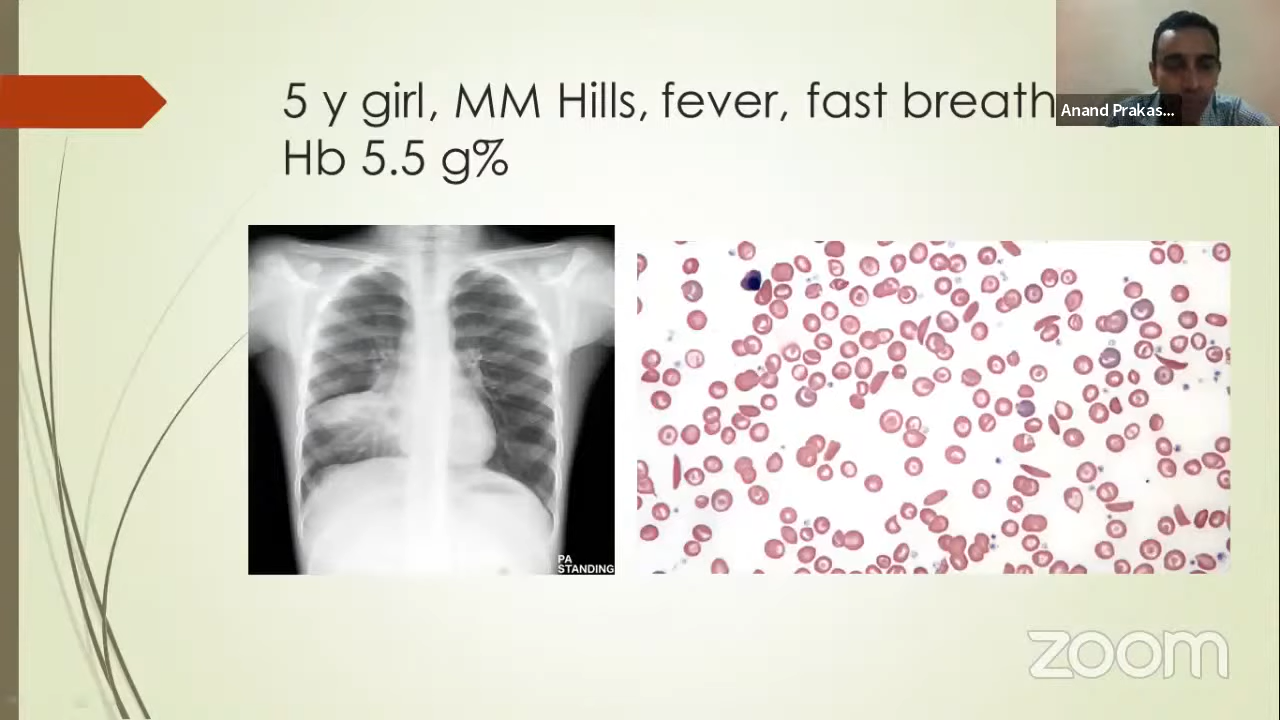 5 y girl, MM Hills, fever, fast breath
Hb 5.5 g%
Anand Prakas...
PA
STANDING
zoom